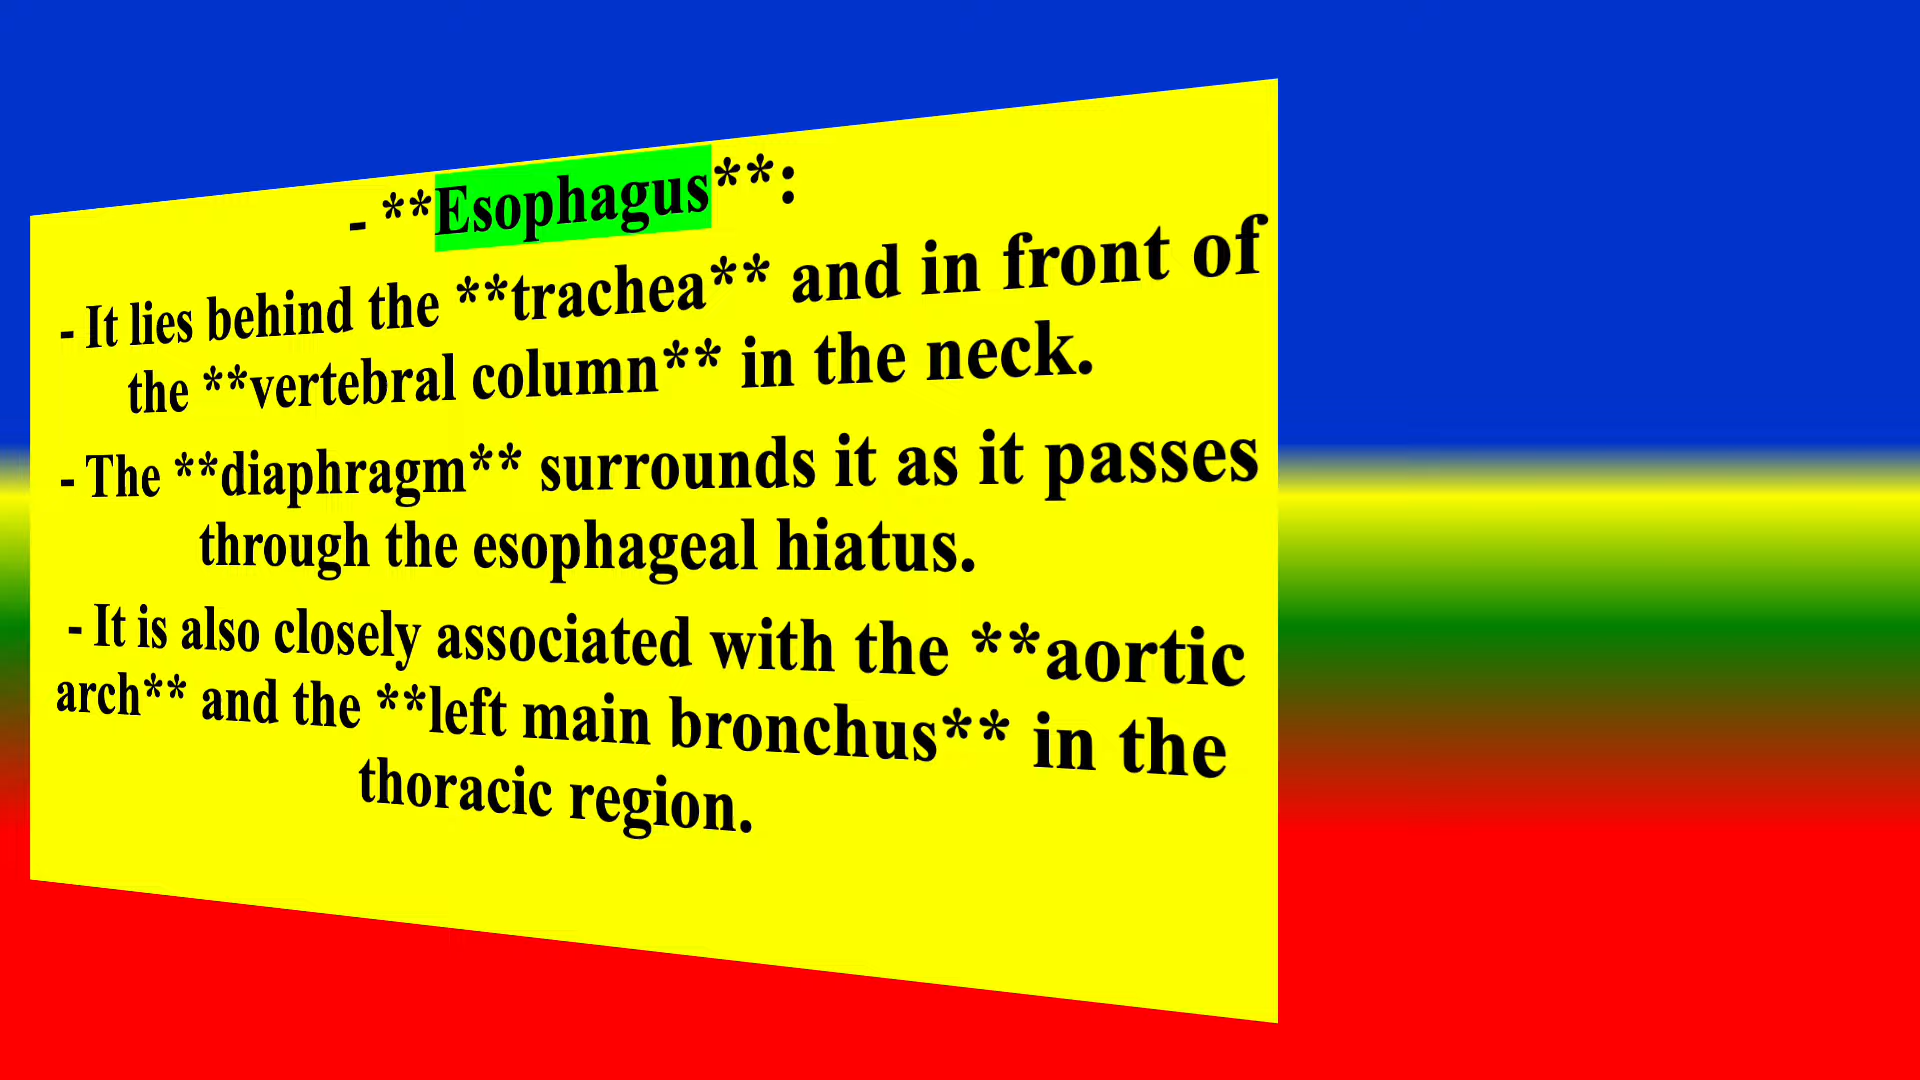 - **Esophagus**:
- It lies behind the **trachea** and in front of
the **vertebral column** in the neck.
- The **diaphragm** surrounds it as it passes
through the esophageal hiatus.
- It is also closely associated with the **aortic
arch** and the **left main bronchus** in the
thoracic region.